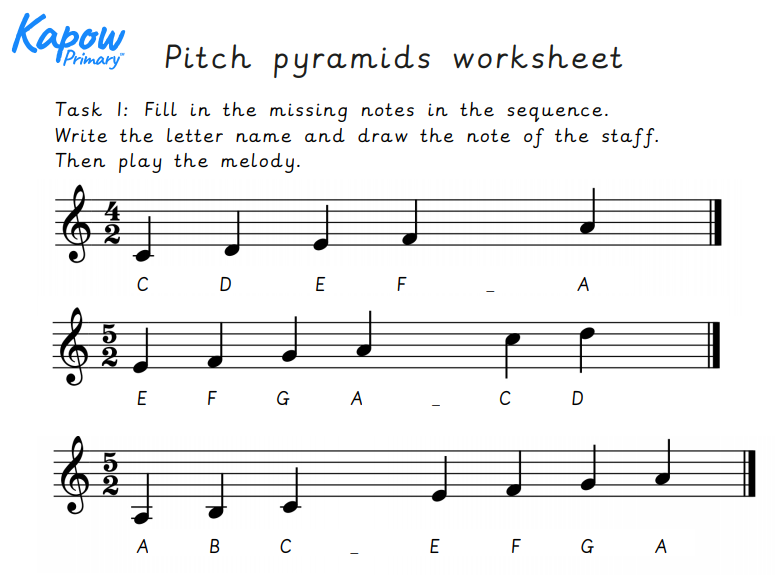 Kapow
Primary™
Pitch pyramids worksheet
Task 1: Fill in the missing notes in the sequence.
Write the letter name and draw the note of the staff.
Then play the melody.
4
2
C D E F _ A
5
2
E F G A _ C D
5
2
A B C _ E F G A